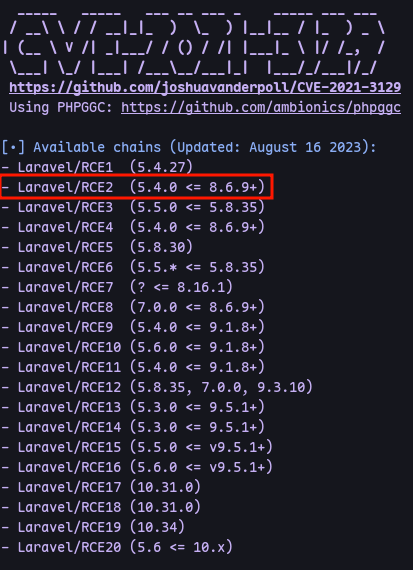 https://github.com/joshuavanderpoll/CVE-2021-3129
Using PHPGGC: https://github.com/ambionics/phpggc
[•] Available chains (Updated: August 16 2023):
- Laravel/RCE1 (5.4.27)
- Laravel/RCE2 (5.4.0 <= 8.6.9+)
- Laravel/RCE3 (5.5.0 <= 5.8.35)
- Laravel/RCE4 (5.4.0 <= 8.6.9+)
- Laravel/RCE5 (5.8.30)
- Laravel/RCE6 (5.5.* <= 5.8.35)
- Laravel/RCE7 (? <= 8.16.1)
- Laravel/RCE8 (7.0.0 <= 8.6.9+)
- Laravel/RCE9 (5.4.0 <= 9.1.8+)
- Laravel/RCE10 (5.6.0 <= 9.1.8+)
- Laravel/RCE11 (5.4.0 <= 9.1.8+)
- Laravel/RCE12 (5.8.35, 7.0.0, 9.3.10)
- Laravel/RCE13 (5.3.0 <= 9.5.1+)
- Laravel/RCE14 (5.3.0 <= 9.5.1+)
- Laravel/RCE15 (5.5.0 <= v9.5.1+)
- Laravel/RCE16 (5.6.0 <= v9.5.1+)
- Laravel/RCE17 (10.31.0)
- Laravel/RCE18 (10.31.0)
- Laravel/RCE19 (10.34)
- Laravel/RCE20 (5.6 <= 10.x)